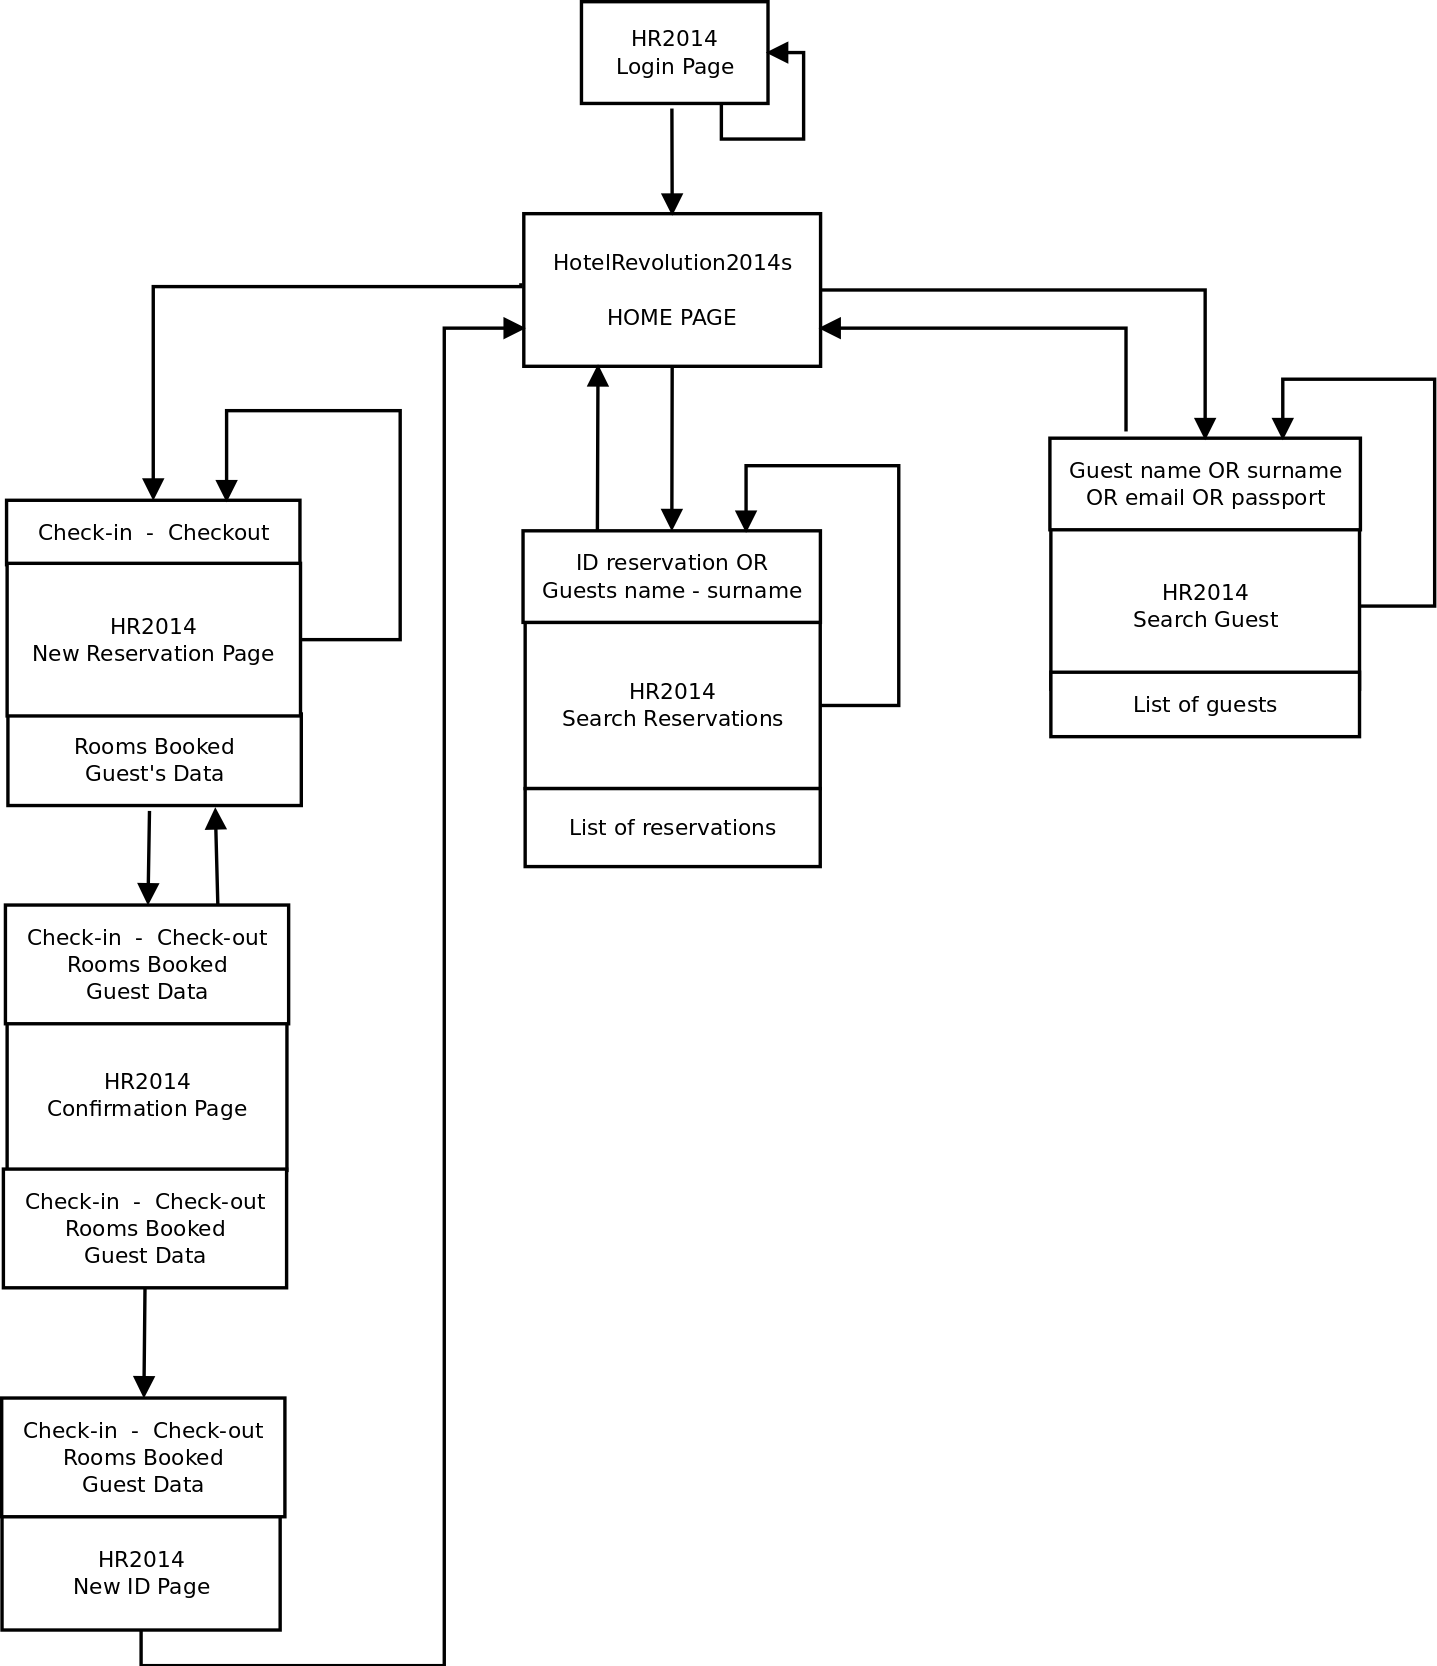 HR2014
Login Page
HotelRevolution2014s
HOME PAGE
Check-in  -  Checkout
HR2014
New Reservation Page
Rooms Booked
Guest's Data
Check-in  -  Check-out
Rooms Booked
Guest Data
HR2014
Confirmation Page
Check-in  -  Check-out
Rooms Booked
Guest Data
Check-in  -  Check-out
Rooms Booked
Guest Data
HR2014
New ID Page
ID reservation OR
Guests name - surname
HR2014
Search Reservations
List of reservations
Guest name OR surname
OR email OR passport
HR2014
Search Guest
List of guests